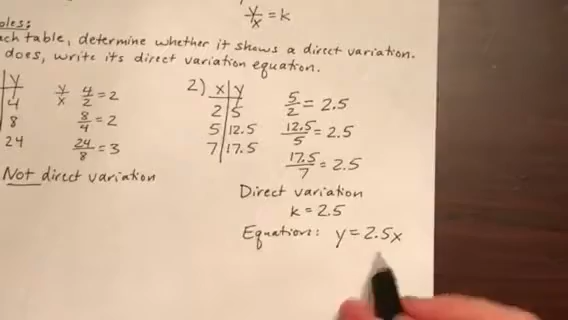 y/x = k
ples:
ach table, determine whether it shows a direct variation.
does, write its direct variation equation.
y
4
8
24
y/x 4/2 = 2
8/4 = 2
24/8 = 3
Not direct variation
2) x y
2 5
5 12.5
7 17.5
5/2 = 2.5
12.5/5 = 2.5
17.5/7 = 2.5
Direct variation
k = 2.5
Equation: y = 2.5x